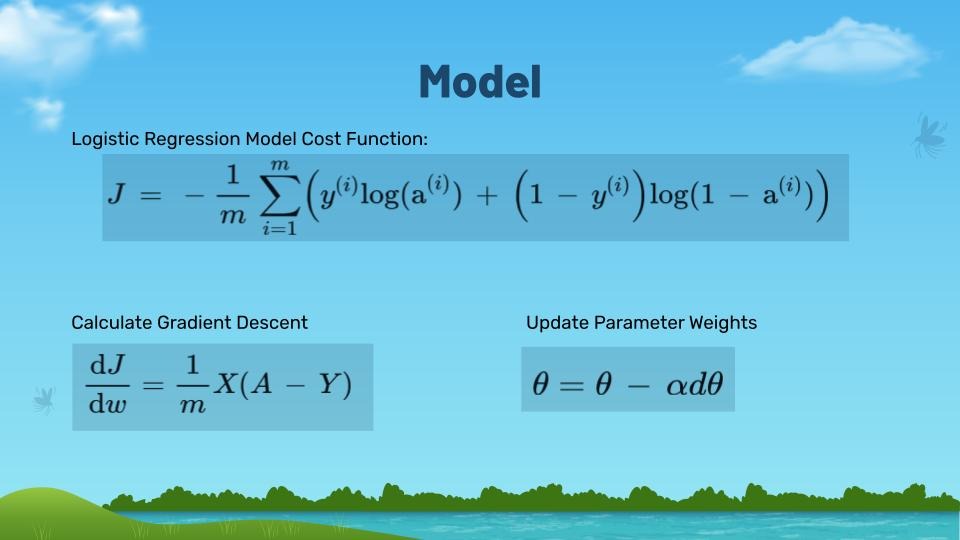 Model
Logistic Regression Model Cost Function:
J = − 1/m ∑_{i=1}^{m} (y^{(i)}log(a^{(i)}) + (1 − y^{(i)})log(1 − a^{(i)}))
Calculate Gradient Descent
dJ/dw = 1/m X(A − Y)
Update Parameter Weights
θ = θ − αdθ